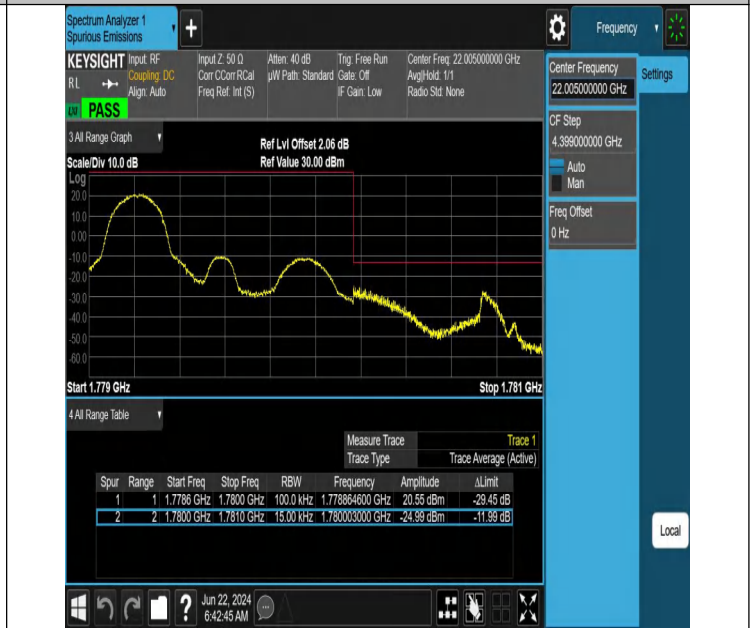 Spectrum Analyzer 1
Spurious Emissions
+
Frequency
KEYSIGHT
RL
Input: RF
Coupling: DC
Align: Auto
Input Z: 50 Ω
Corr CCorr RCal
Freq Ref: Int (S)
Atten: 40 dB
µW Path: Standard
Trig: Free Run
Gate: Off
IF Gain: Low
Center Freq: 22.005000000 GHz
Avg|Hold: 1/1
Radio Std: None
PASS
3 All Range Graph
Ref Lvl Offset 2.06 dB
Scale/Div 10.0 dB
Ref Value 30.00 dBm
Log
20.0
10.0
0.00
-10.0
-20.0
-30.0
-40.0
-50.0
-60.0
Start 1.779 GHz
Stop 1.781 GHz
4 All Range Table
Measure Trace Trace 1
Trace Type Trace Average (Active)
Spur Range Start Freq Stop Freq RBW Frequency Amplitude ΔLimit
1 1 1.7786 GHz 1.7800 GHz 100.0 kHz 1.778864600 GHz 20.55 dBm -29.45 dB
2 2 1.7800 GHz 1.7810 GHz 15.00 kHz 1.780003000 GHz -24.99 dBm -11.99 dB
Center Frequency
22.005000000 GHz
Settings
CF Step
4.399000000 GHz
Auto
Man
Freq Offset
0 Hz
Local
?
Jun 22, 2024
6:42:45 AM